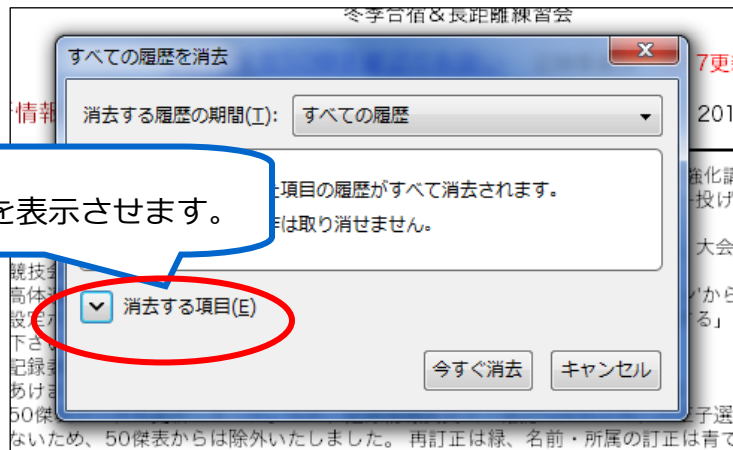 冬季合宿&長距離練習会
すべての履歴を消去
7更
情報
消去する履歴の期間(T): すべての履歴
201
項目の履歴がすべて消去されます。
強化
投げ
を表示させます。
は取り消せません。
大会
競技会
高体
から
消去する項目(E)
設定
る」
下さ
記録
今すぐ消去 キャンセル
あけま
50傑
子選
ないため、50傑表からは除外いたしました。 再訂正は緑、名前・所属の訂正は青で